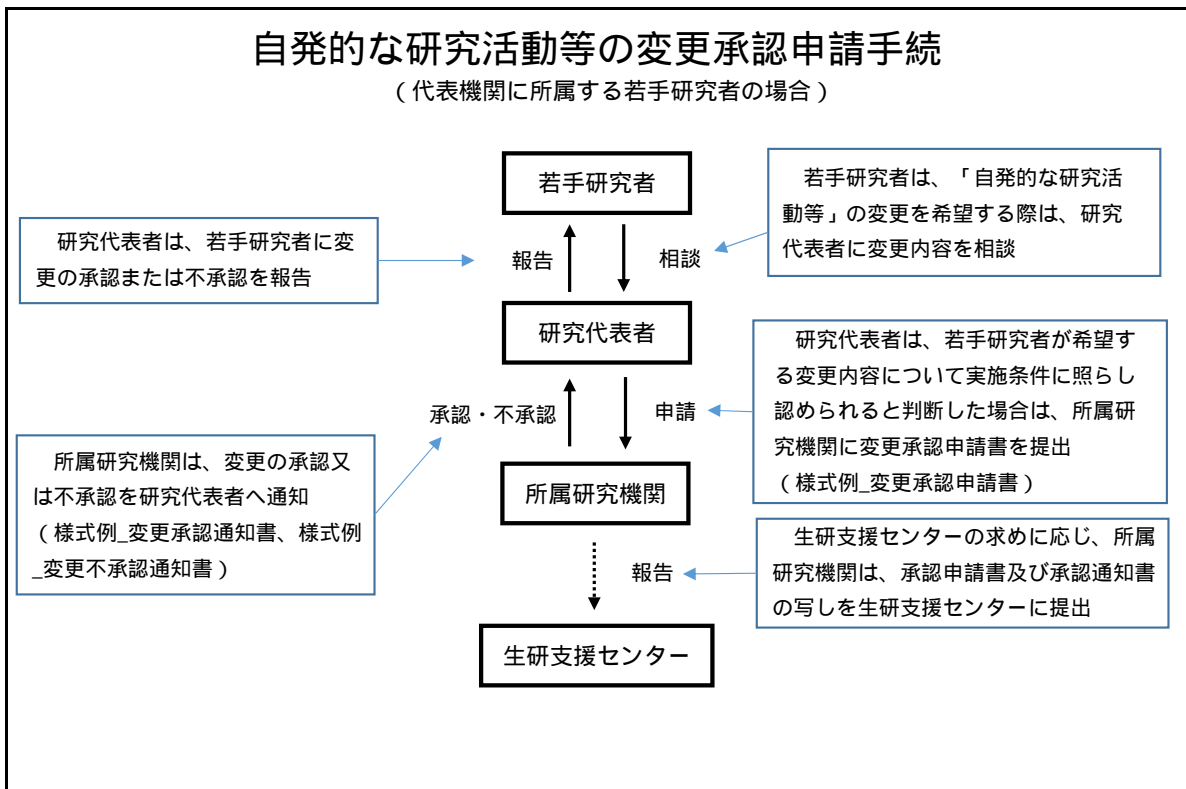 自発的な研究活動等の変更承認申請手続
（代表機関に所属する若手研究者の場合）
若手研究者
若手研究者は、「自発的な研究活
動等」の変更を希望する際は、研究
代表者に変更内容を相談
研究代表者は、若手研究者に変
更の承認または不承認を報告
報告
相談
研究代表者
研究代表者は、若手研究者が希望す
る変更内容について実施条件に照らし
認められると判断した場合は、所属研
究機関に変更承認申請書を提出
（様式例_変更承認申請書）
承認・不承認
申請
所属研究機関は、変更の承認又
は不承認を研究代表者へ通知
（様式例_変更承認通知書、様式例
_変更不承認通知書）
所属研究機関
生研支援センターの求めに応じ、所属
研究機関は、承認申請書及び承認通知書
の写しを生研支援センターに提出
報告
生研支援センター